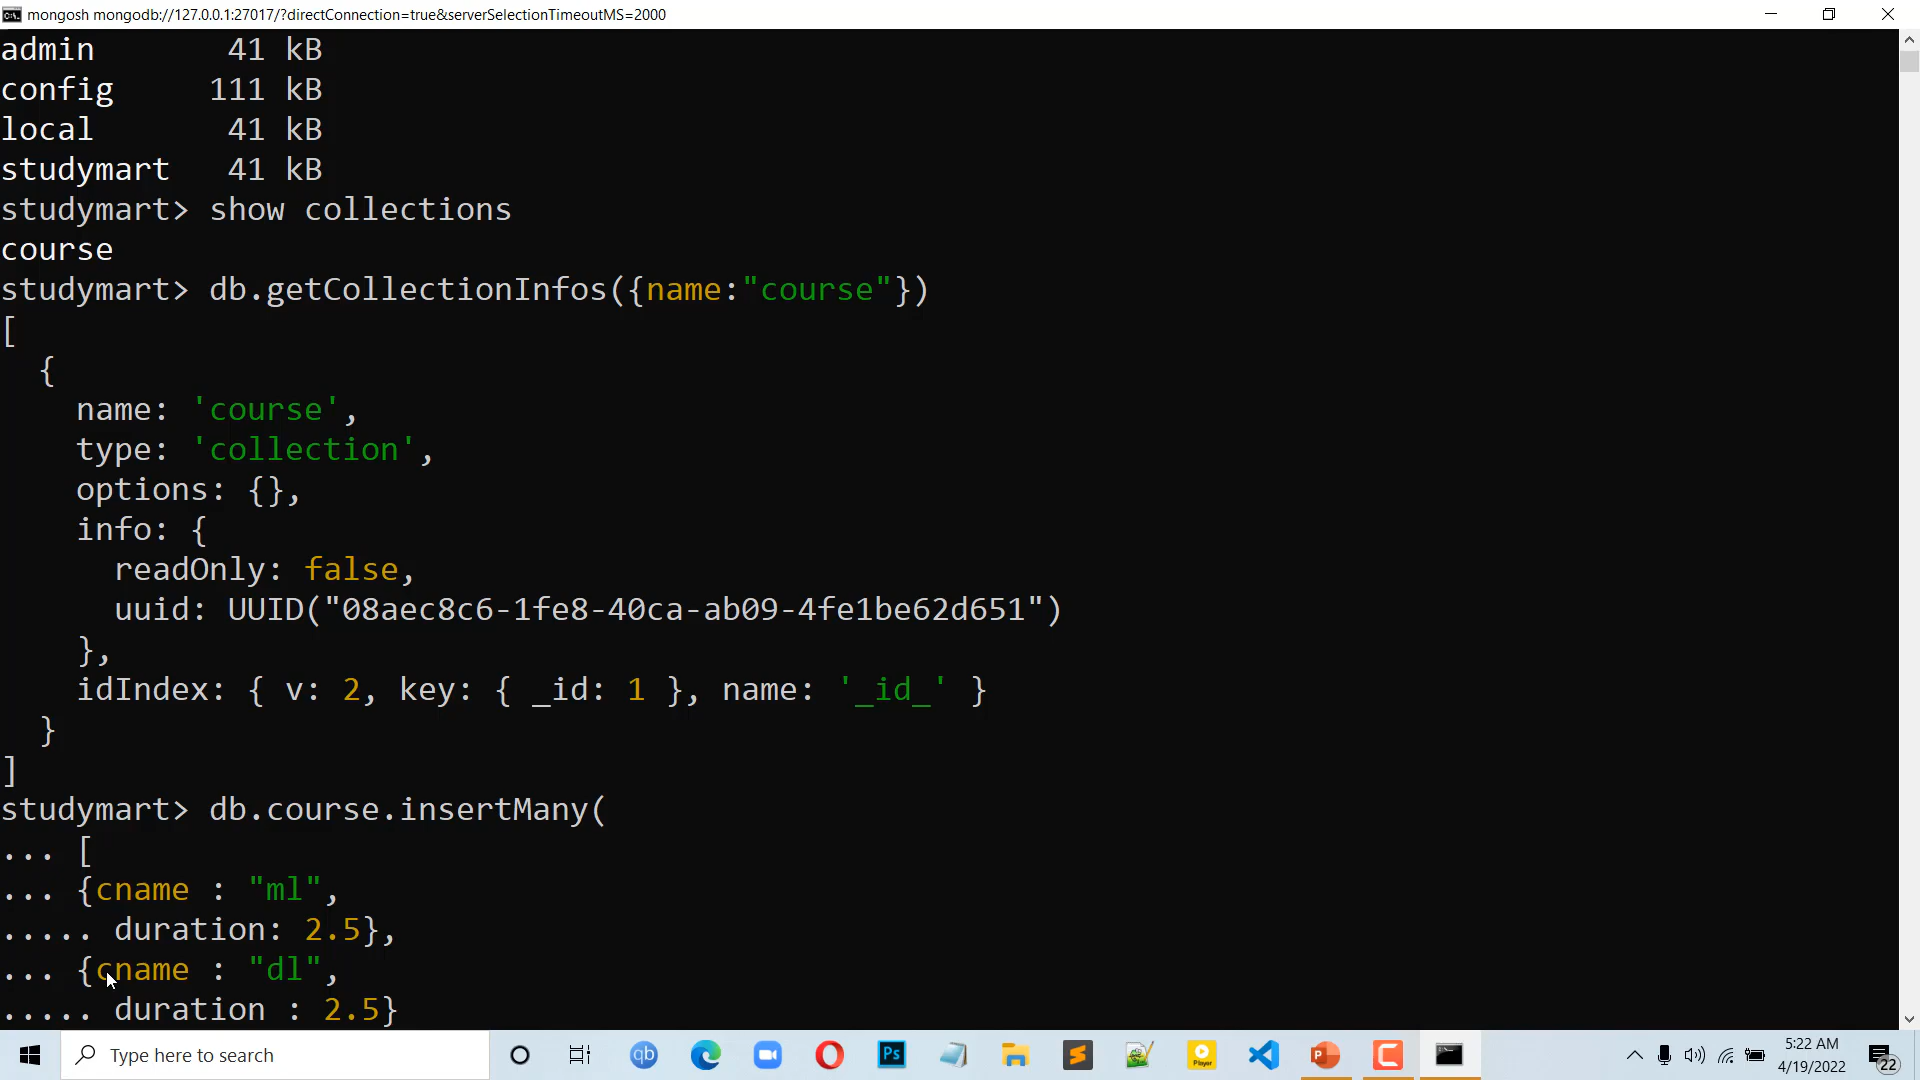 mongosh mongodb://127.0.0.1:27017/?directConnection=true&serverSelectionTimeoutMS=2000
admin 41 kB
config 111 kB
local 41 kB
studymart 41 kB
studymart> show collections
course
studymart> db.getCollectionInfos({name:"course"})
[
{
name: 'course',
type: 'collection',
options: {},
info: {
readOnly: false,
uuid: UUID("08aec8c6-1fe8-40ca-ab09-4fe1be62d651")
},
idIndex: { v: 2, key: { _id: 1 }, name: '_id_' }
}
]
studymart> db.course.insertMany(
... [
... {cname : "ml",
..... duration: 2.5},
... {cname : "dl",
..... duration : 2.5}
Type here to search
qb
Ps
Player
5:22 AM
4/19/2022
22